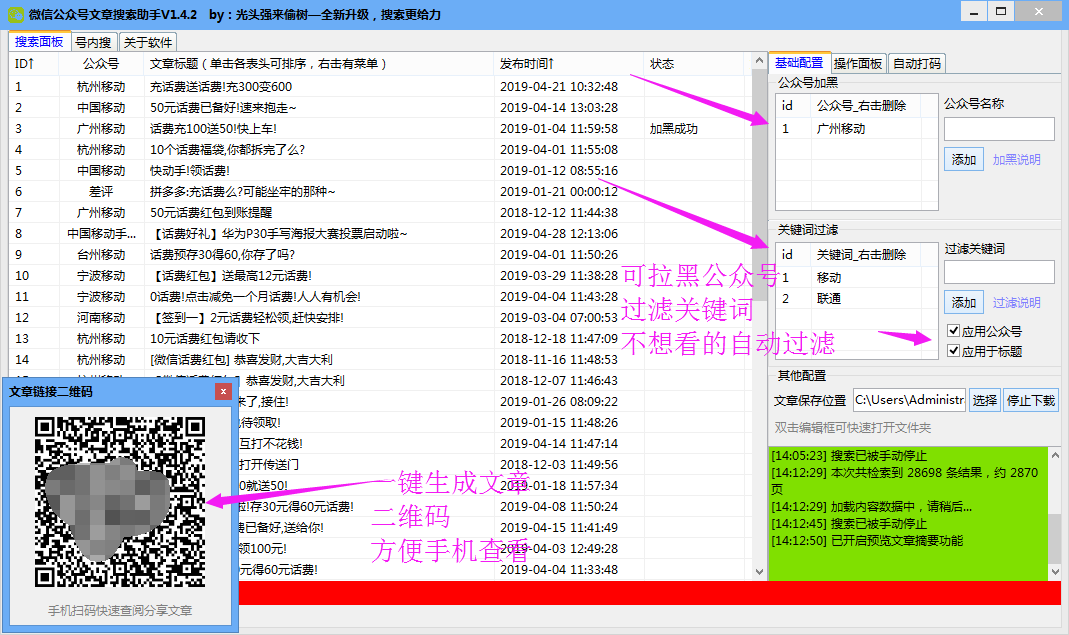 微信公众号文章搜索助手V1.4.2 by：光头强来偷树—全新升级，搜索更给力
搜索面板 号内搜 关于软件
ID↑ 公众号 文章标题（单击各表头可排序，右击有菜单） 发布时间↑ 状态
1 杭州移动 充话费送话费!充300变600 2019-04-21 10:32:48
2 中国移动 50元话费已备好!速来抱走~ 2019-04-14 13:03:28
3 广州移动 话费充100送50!快上车! 2019-01-04 11:59:58 加黑成功
4 杭州移动 10个话费福袋,你都拆完了么? 2019-04-01 11:55:08
5 中国移动 快动手!领话费! 2019-01-12 08:55:16
6 差评 拼多多:充话费么?可能坐牢的那种~ 2019-01-21 00:00:12
7 广州移动 50元话费红包到账提醒 2018-12-12 11:44:38
8 中国移动手... 【话费好礼】华为P30手写海报大赛投票启动啦~ 2019-04-28 12:13:06
9 台州移动 话费预存30得60,你存了吗? 2019-04-01 11:50:26
10 宁波移动 【话费红包】送最高12元话费! 2019-03-29 11:38:28
11 宁波移动 0话费!点击减免一个月话费!人人有机会! 2019-04-04 11:43:28
12 河南移动 【签到一】2元话费轻松领,赶快安排! 2019-03-04 07:00:53
13 杭州移动 10元话费红包请收下 2019-12-18 11:47:09
14 杭州移动 [微信话费红包] 恭喜发财,大吉大利 2018-11-16 11:48:53
恭喜发财,大吉大利 2018-12-07 11:46:43
来了,接住! 2019-01-26 08:09:22
待领取! 2019-01-15 11:48:26
互打不花钱! 2019-04-14 11:47:14
打开传送门 2018-12-03 11:49:56
0就送50! 2019-01-18 11:57:34
!存30元得60元话费! 2019-04-08 11:50:24
已备好,送给你! 2019-04-15 11:41:49
领100元! 2019-04-03 12:49:28
元得60元话费! 2019-04-04 11:33:48
文章链接二维码
手机扫码快速查阅分享文章
一键生成文章
二维码
方便手机查看
可拉黑公众号
过滤关键词
不想看的自动过滤
基础配置 操作面板 自动打码
公众号加黑
id 公众号_右击删除
1 广州移动
公众号名称
添加 加黑说明
关键词过滤
id 关键词_右击删除
1 移动
2 联通
过滤关键词
添加 过滤说明
应用公众号
应用于标题
其他配置
文章保存位置 C:\Users\Administr 选择 停止下载
双击编辑框可快速打开文件夹
[14:05:23] 搜索已被手动停止
[14:12:29] 本次共检索到 28698 条结果，约 2870
页
[14:12:29] 加载内容数据中，请稍后...
[14:12:45] 搜索已被手动停止
[14:12:50] 已开启预览文章摘要功能